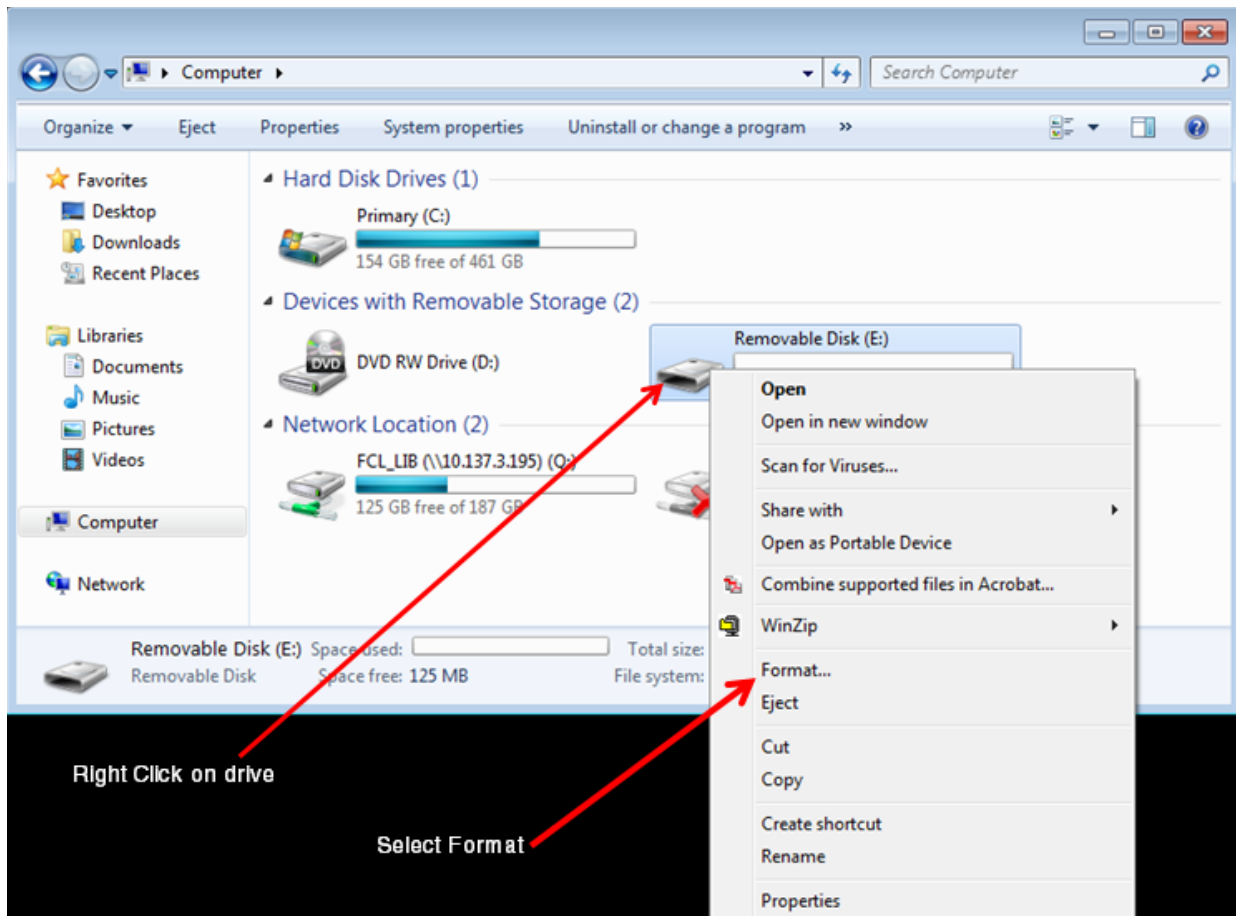 Computer
Search Computer
Organize Eject Properties System properties Uninstall or change a program »
Favorites
Desktop
Downloads
Recent Places
Libraries
Documents
Music
Pictures
Videos
Computer
Network
Hard Disk Drives (1)
Primary (C:)
154 GB free of 461 GB
Devices with Removable Storage (2)
DVD
DVD RW Drive (D:)
Removable Disk (E:)
Network Location (2)
FCL_LIB (\\10.137.3.195) (Q:)
125 GB free of 187 GB
Open
Open in new window
Scan for Viruses...
Share with
Open as Portable Device
Combine supported files in Acrobat...
WinZip
Format...
Eject
Cut
Copy
Create shortcut
Rename
Properties
Removable Disk (E:) Space used: Total size:
Removable Disk Space free: 125 MB File system:
Right Click on drive
Select Format